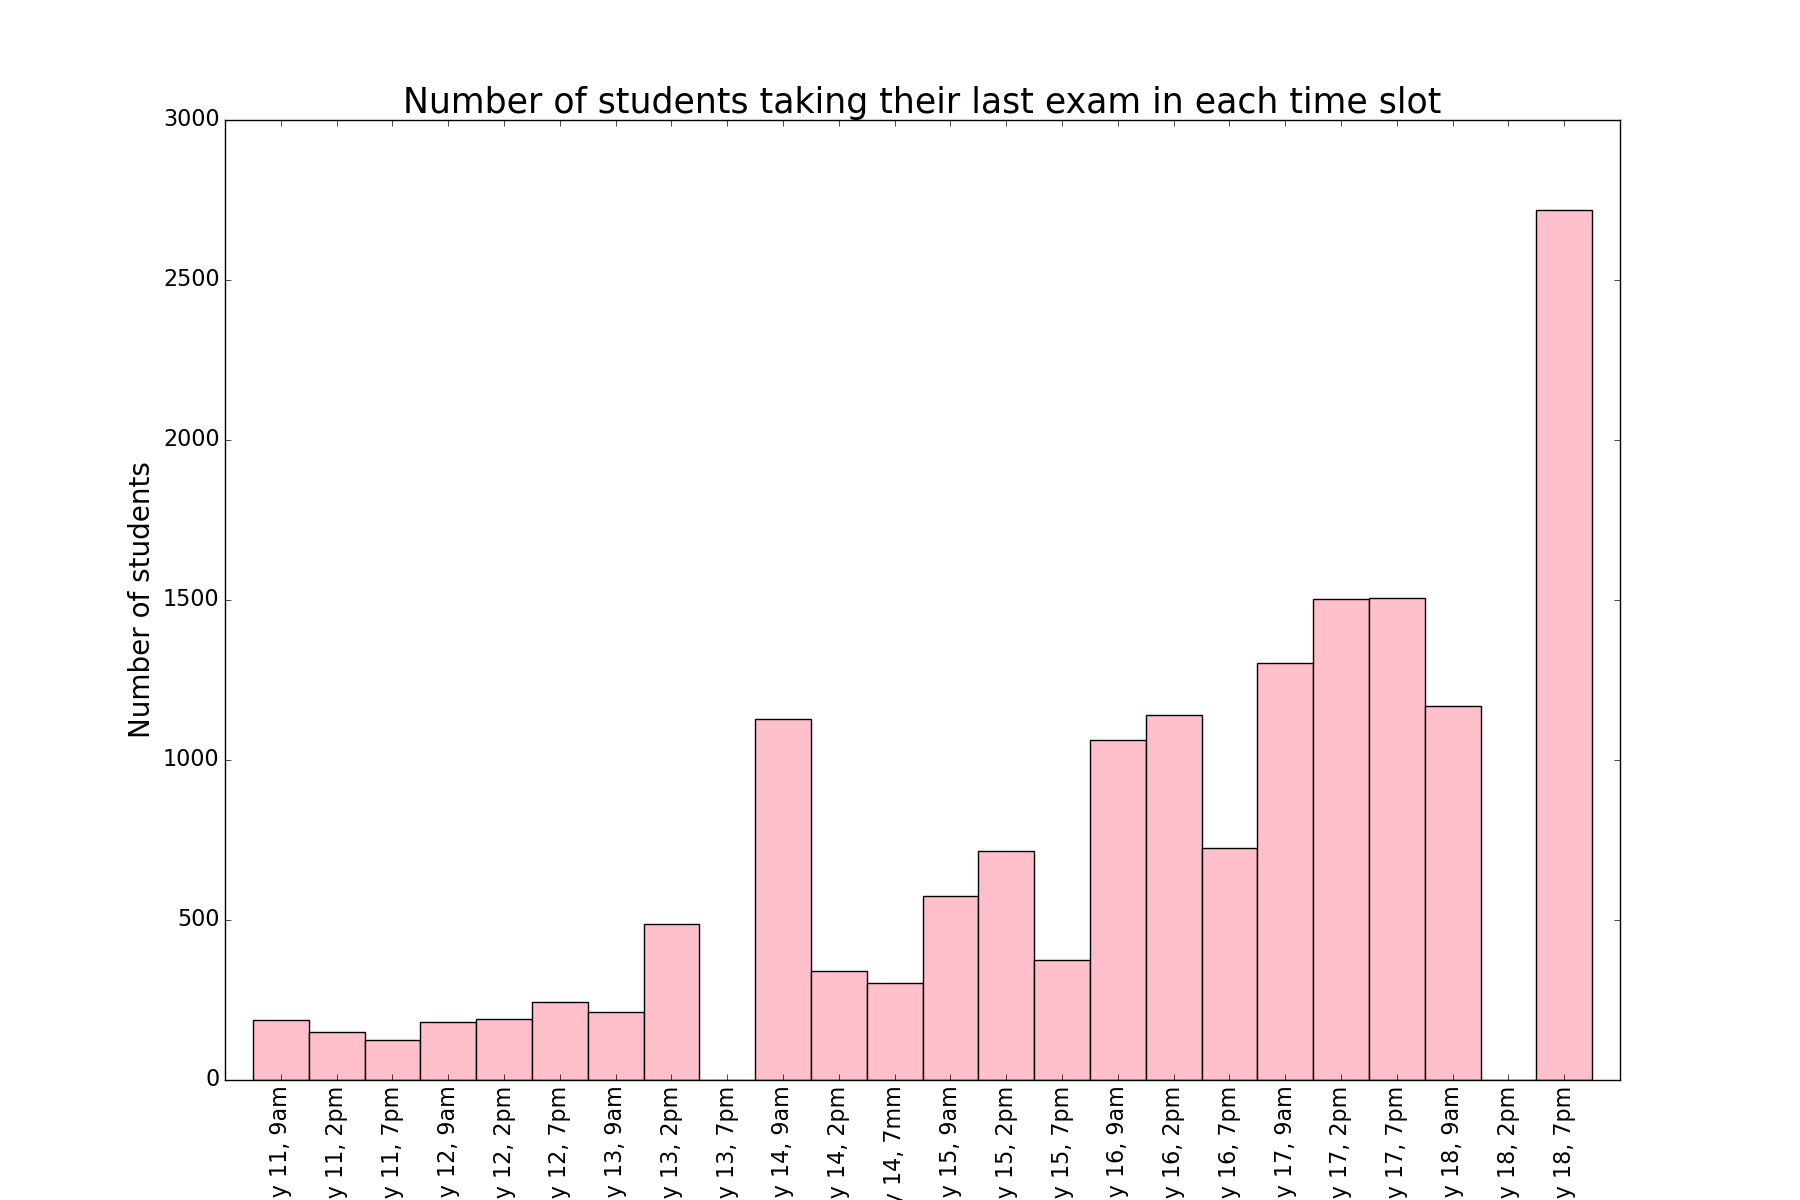 Number of students taking their last exam in each time slot
Number of students
3000
2500
2000
1500
1000
500
0
y 11, 9am
y 11, 2pm
y 11, 7pm
y 12, 9am
y 12, 2pm
y 12, 7pm
y 13, 9am
y 13, 2pm
y 13, 7pm
y 14, 9am
y 14, 2pm
y 14, 7mm
y 15, 9am
y 15, 2pm
y 15, 7pm
y 16, 9am
y 16, 2pm
y 16, 7pm
y 17, 9am
y 17, 2pm
y 17, 7pm
y 18, 9am
y 18, 2pm
y 18, 7pm